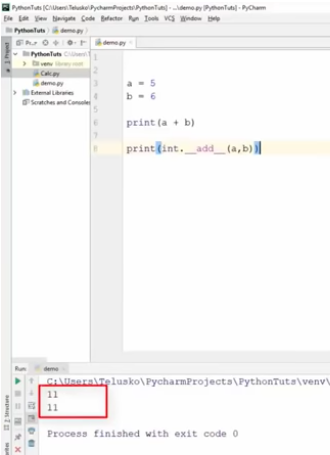 PythonTuts [C:\Users\Telusko\PycharmProjects\PythonTuts] - ...\demo.py [PythonTuts] - PyCharm
File Edit View Navigate Code Refactor Run Tools VCS Window Help
PythonTuts demo.py
1: Project
demo.py
PythonTuts C:\Users\Telusko
venv library root
Calc.py
demo.py
External Libraries
Scratches and Consoles
1
2
3 a = 5
4 b = 6
5
6 print(a + b)
7
8 print(int.__add__(a,b))
Run: demo
C:\Users\Telusko\PycharmProjects\PythonTuts\venv\
11
11
Process finished with exit code 0
Z: Structure